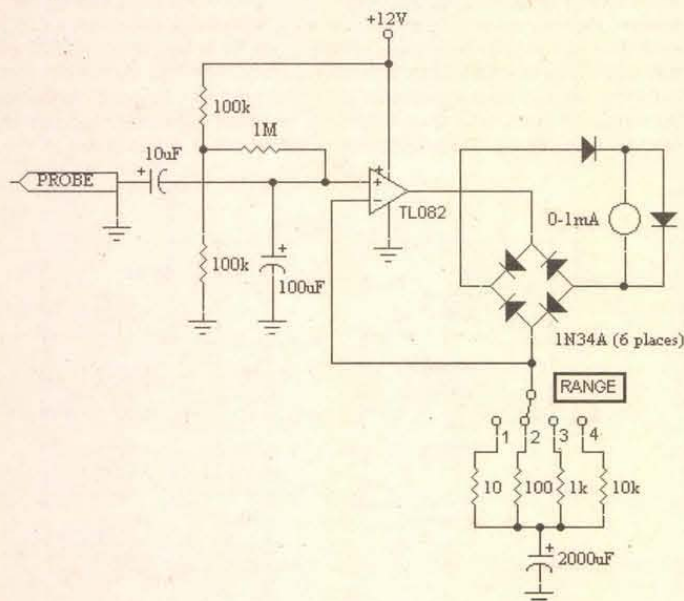 +12V
100k
1M
10uF
PROBE
+
+
+
-
TL082
0-1mA
100k
+
100uF
1N34A (6 places)
RANGE
1
2
3
4
10
100
1k
10k
+
2000uF